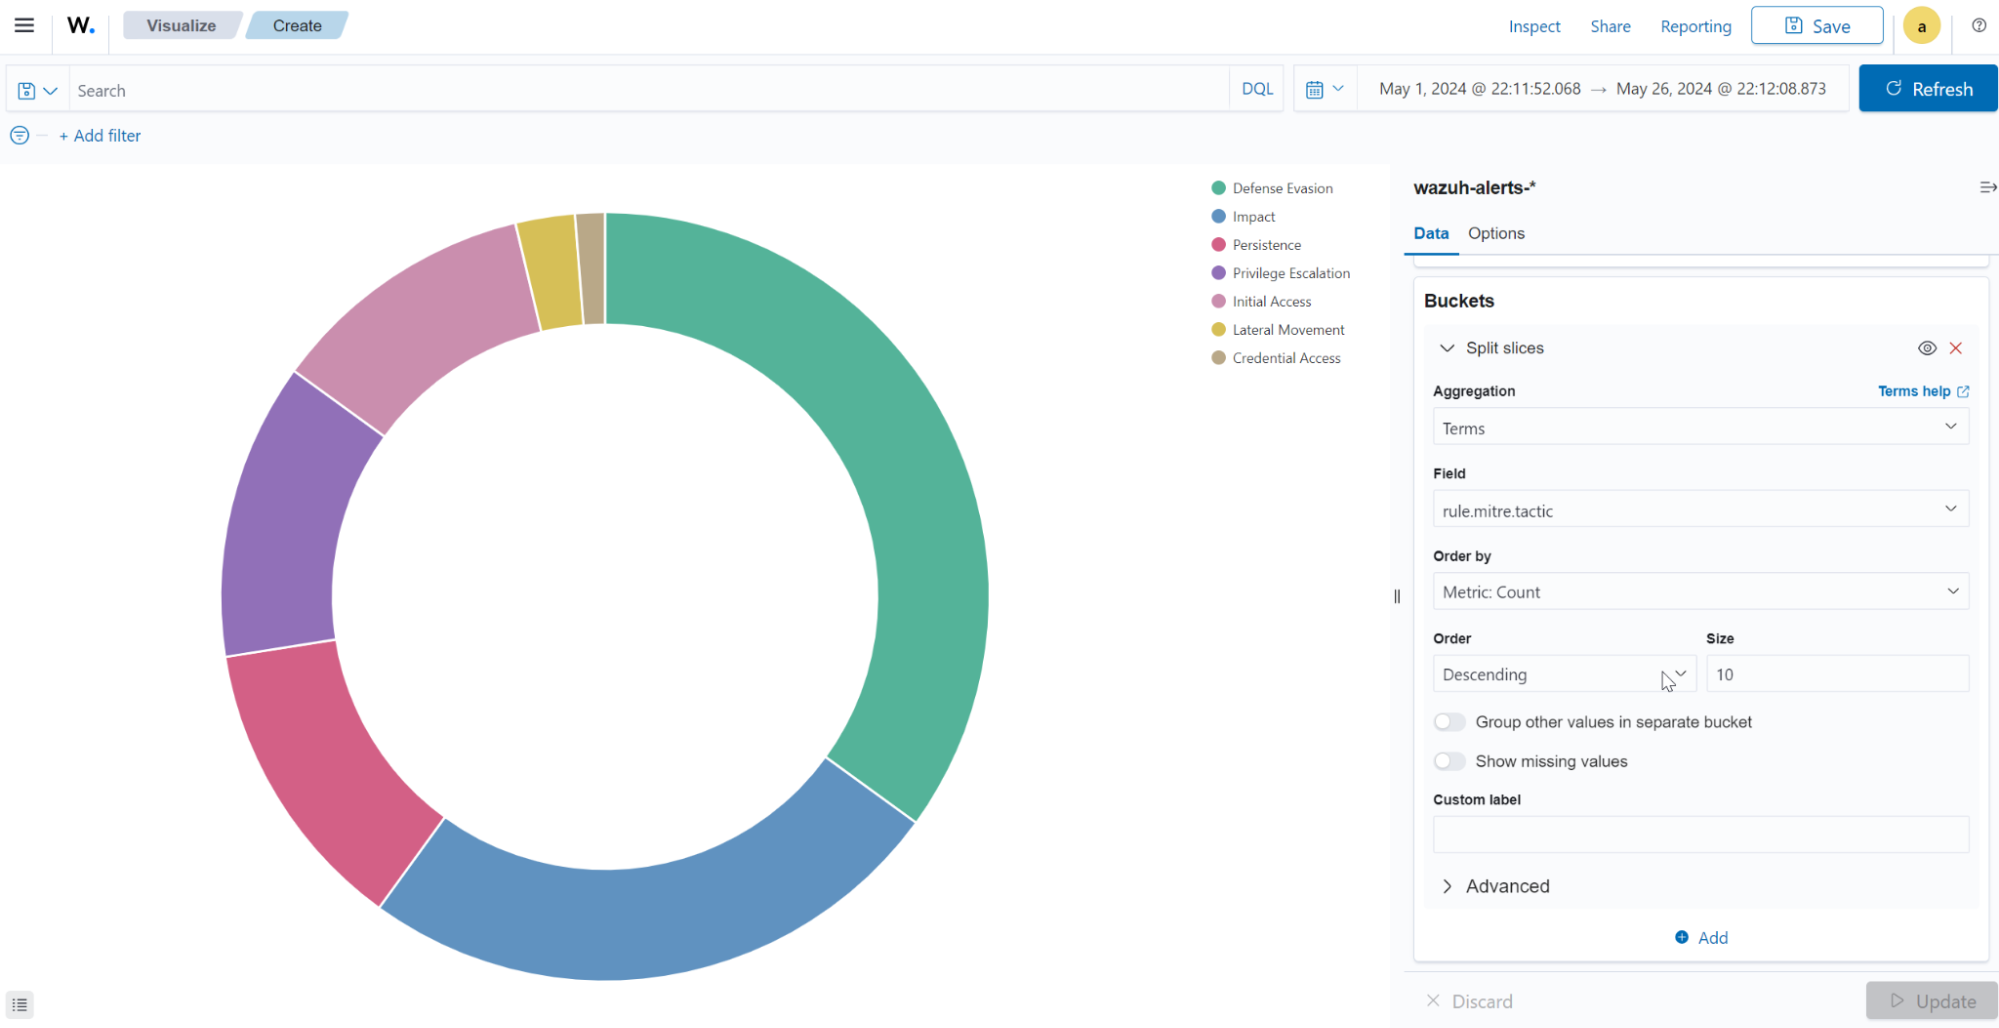 W.
Visualize
Create
Inspect
Share
Reporting
Save
a
Search
DQL
May 1, 2024 @ 22:11:52.068 → May 26, 2024 @ 22:12:08.873
Refresh
+ Add filter
Defense Evasion
Impact
Persistence
Privilege Escalation
Initial Access
Lateral Movement
Credential Access
wazuh-alerts-*
Data
Options
Buckets
Split slices
Aggregation
Terms help
Terms
Field
rule.mitre.tactic
Order by
Metric: Count
Order
Size
Descending
10
Group other values in separate bucket
Show missing values
Custom label
Advanced
Add
Discard
Update